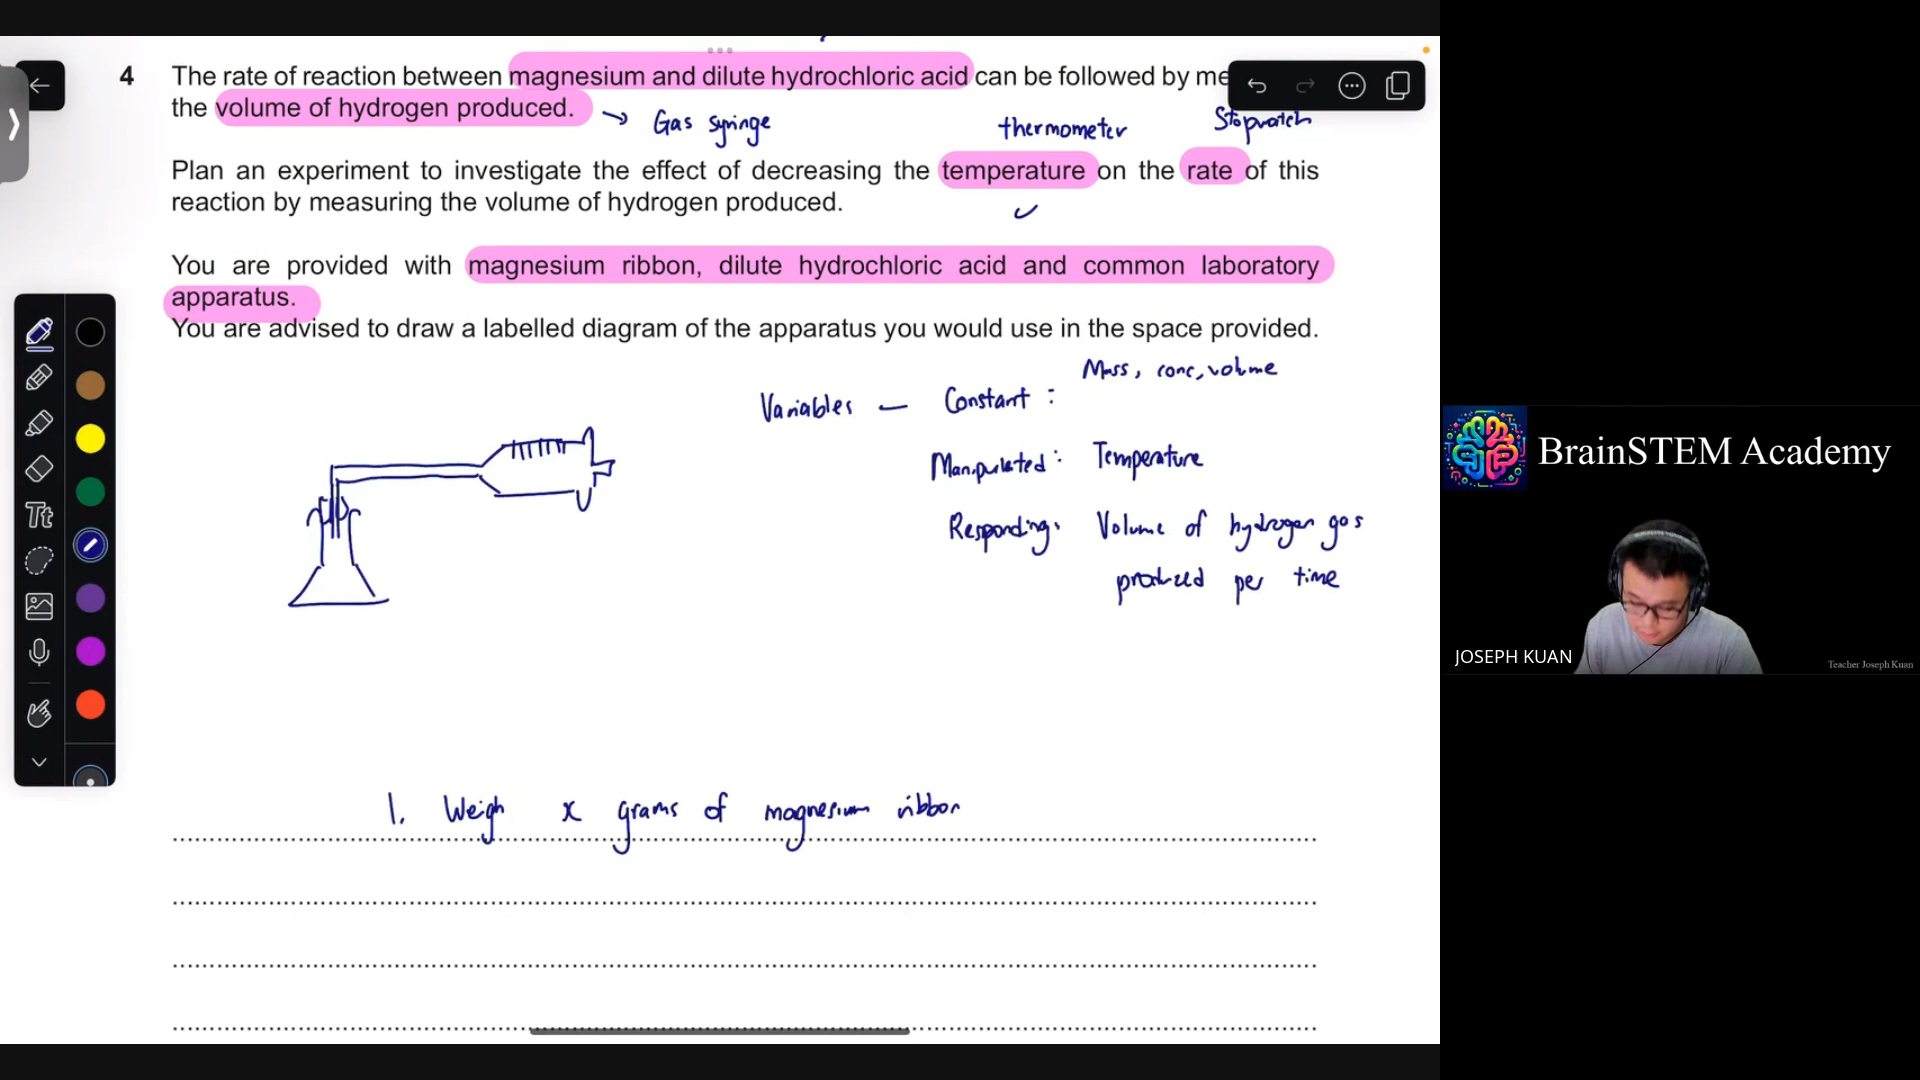 4 The rate of reaction between magnesium and dilute hydrochloric acid can be followed by me
the volume of hydrogen produced.
Gas syringe
thermometer
Stopwatch
Plan an experiment to investigate the effect of decreasing the temperature on the rate of this
reaction by measuring the volume of hydrogen produced.
You are provided with magnesium ribbon, dilute hydrochloric acid and common laboratory
apparatus.
You are advised to draw a labelled diagram of the apparatus you would use in the space provided.
Mass, conc, volume
Variables — Constant :
Manipulated : Temperature
Responding: Volume of hydrogen gas
produced per time
1. Weigh x grams of magnesium ribbon
Tt
BrainSTEM Academy
JOSEPH KUAN
Teacher Joseph Kuan